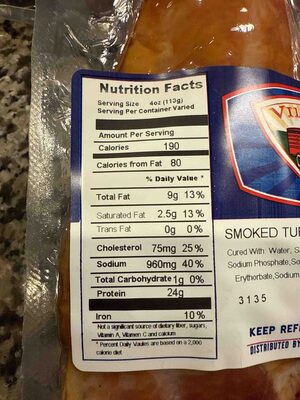 Nutrition Facts
Serving Size 4oz (113g)
Serving Per Container Varied
Amount Per Serving
Calories 190
Calories from Fat 80
% Daily Value *
Total Fat 9g 13%
Saturated Fat 2.5g 13%
Trans Fat 0g 0%
Cholesterol 75mg 25%
Sodium 960mg 40%
Total Carbohydrate 1g 0%
Protein 24g
Iron 10%
Not a significant source of dietary fiber, sugars,
Vitamin A, Vitamen C and calcium
* Percent Daily Vaules are based on a 2,000
calorie diet
VIL
SMOKED TU
Cured With: Water, S
Sodium Phosphate, So
Erythorbate, Sodium
3135
KEEP REF
DISTRIBUTED BY